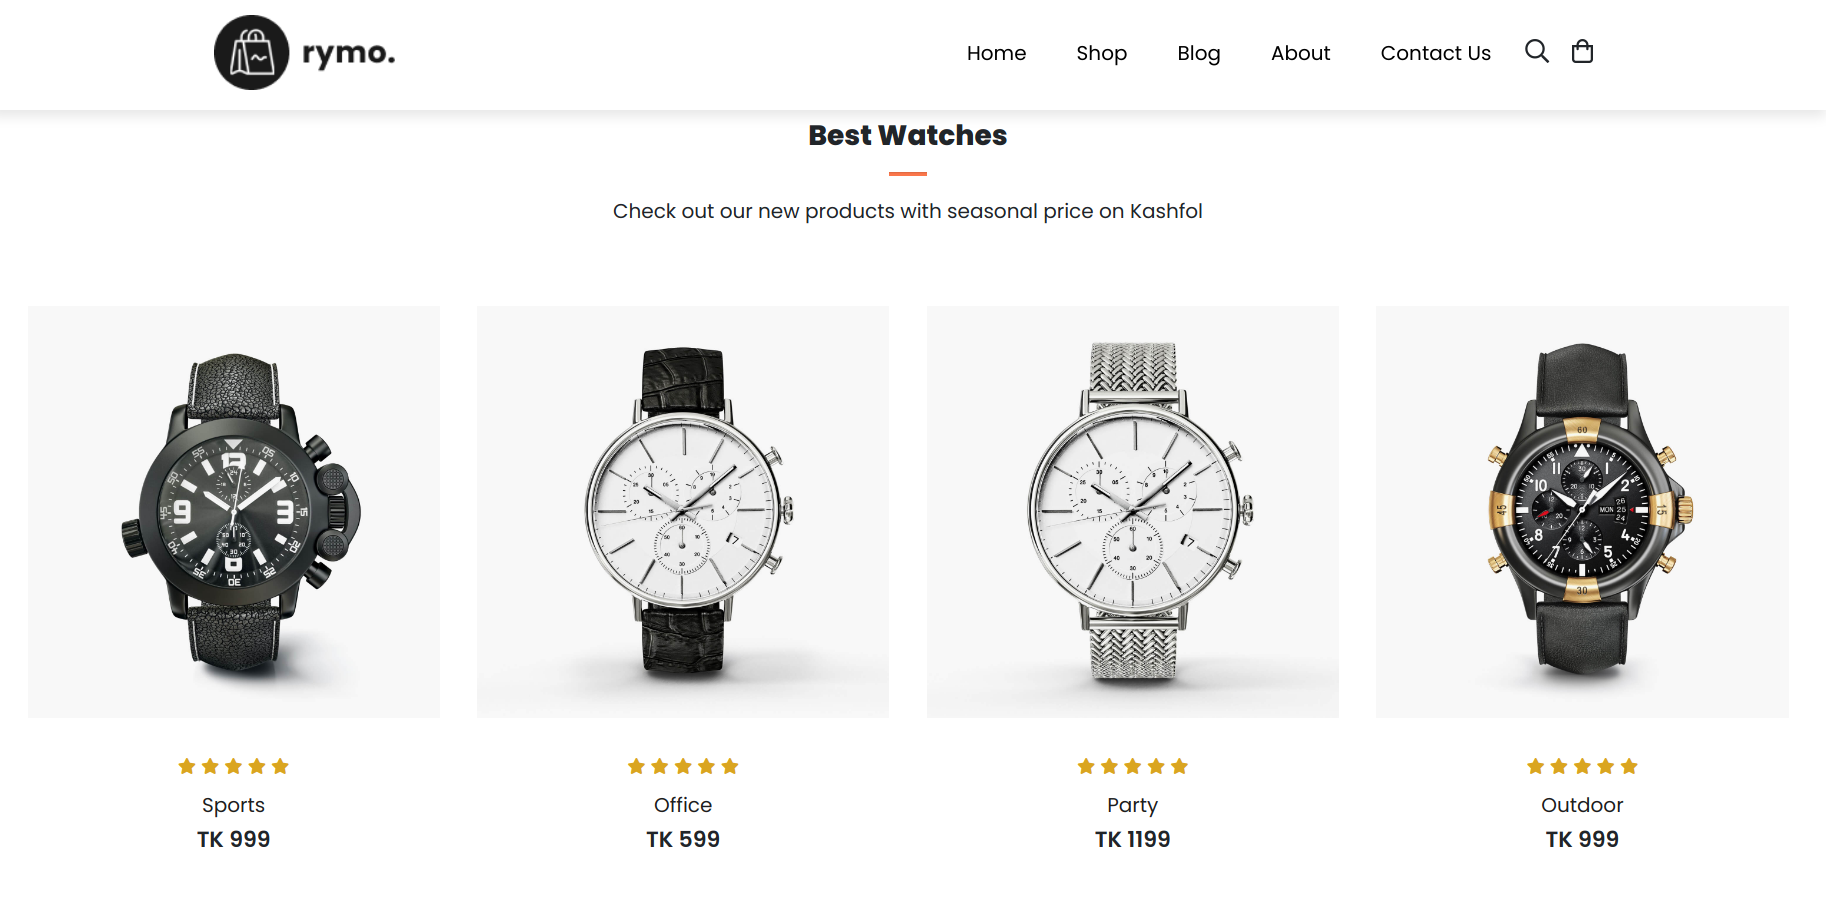 rymo.
Home Shop Blog About Contact Us
Best Watches
Check out our new products with seasonal price on Kashfol
Sports
TK 999
Office
TK 599
Party
TK 1199
Outdoor
TK 999